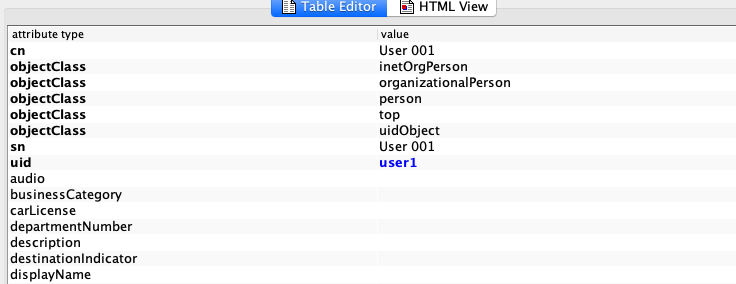 Table Editor HTML View
attribute type value
cn User 001
objectClass inetOrgPerson
objectClass organizationalPerson
objectClass person
objectClass top
objectClass uidObject
sn User 001
uid user1
audio
businessCategory
carLicense
departmentNumber
description
destinationIndicator
displayName